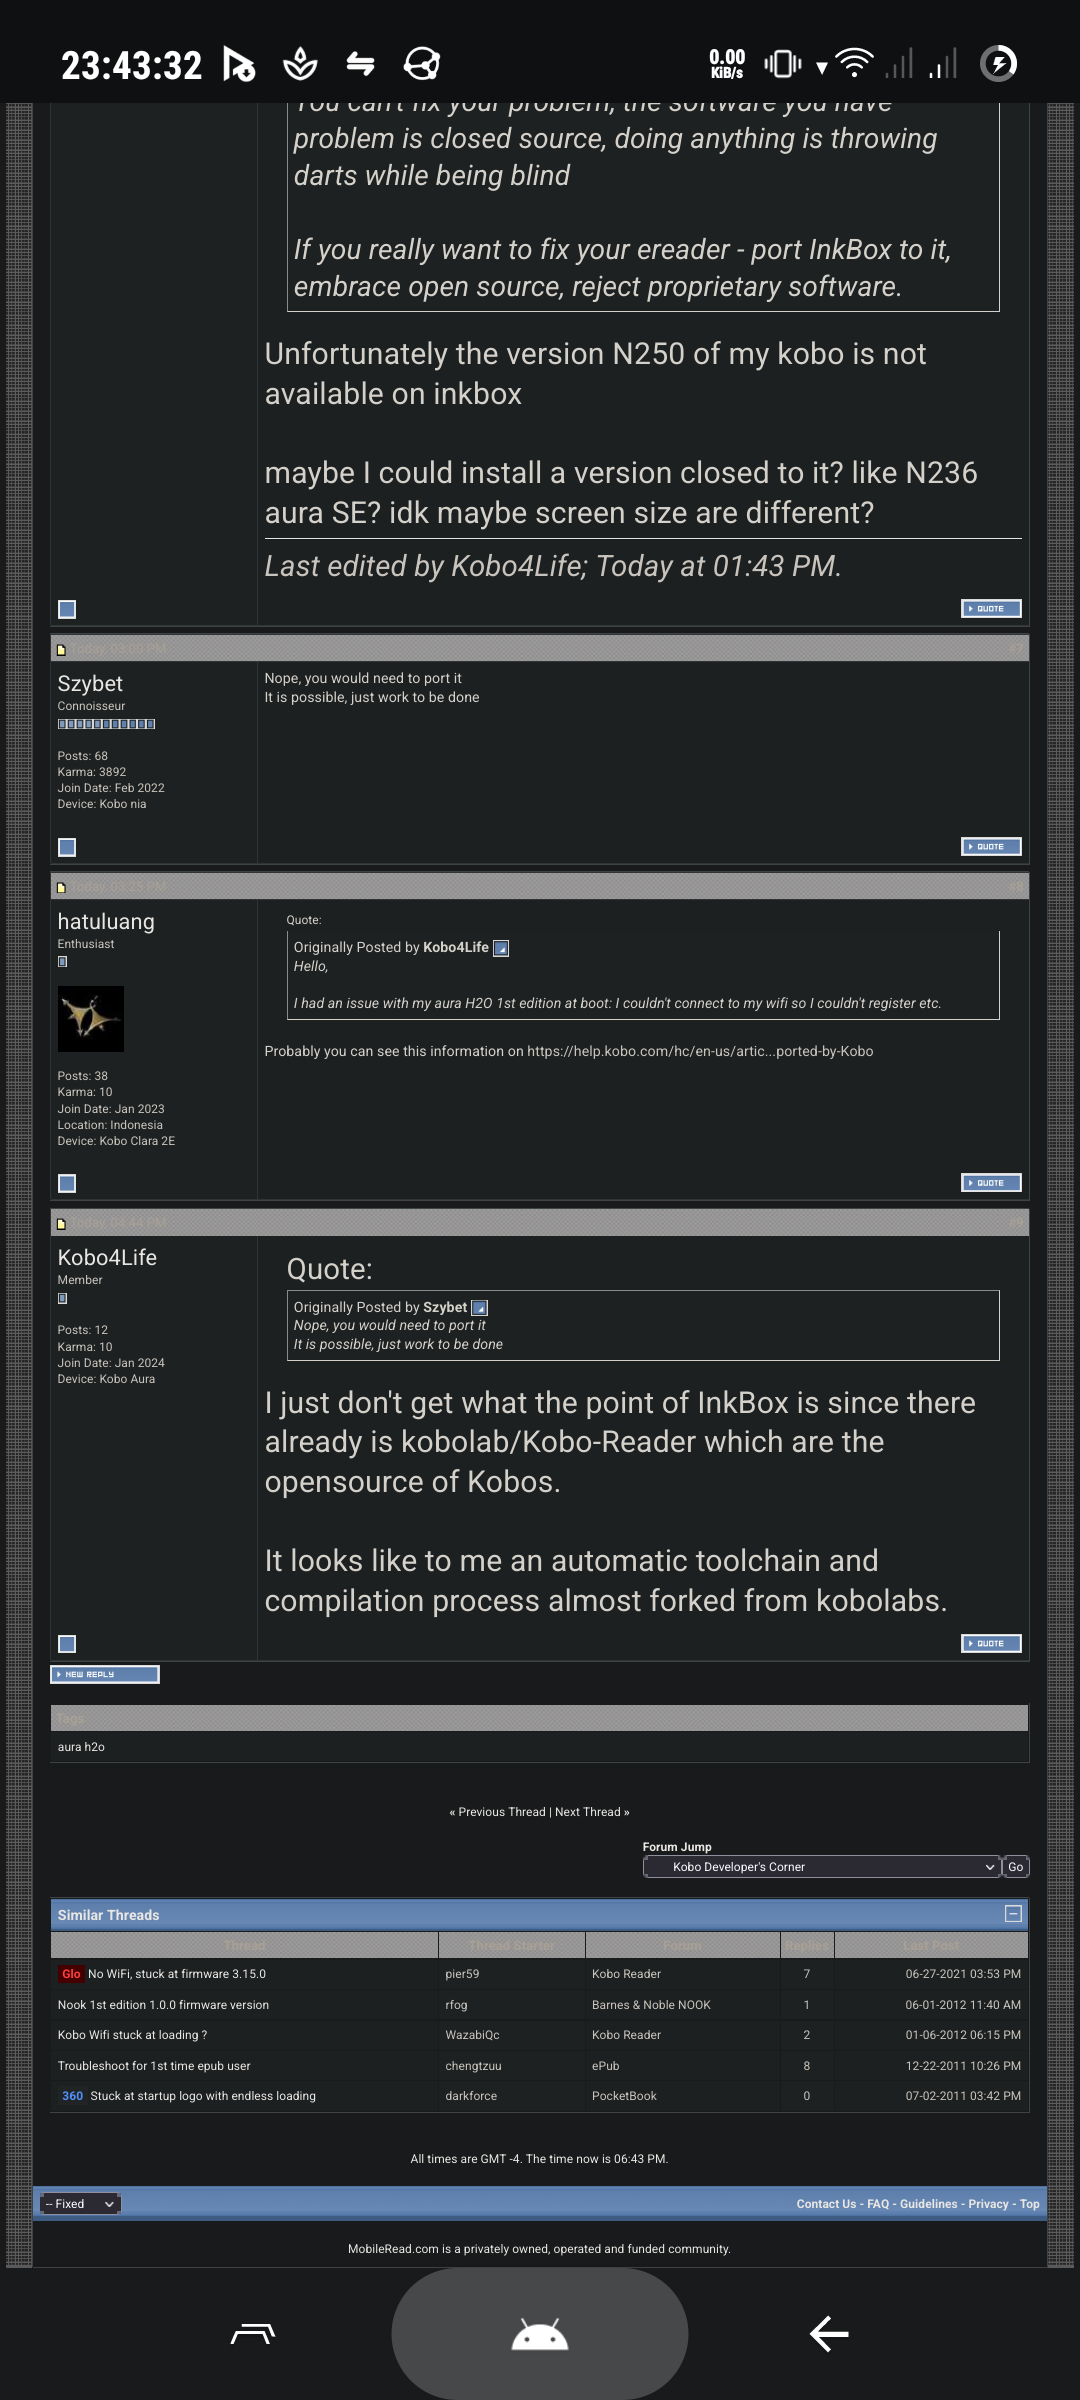 23:43:32
0.00
KiB/s
You can't fix your problem, the software you have
problem is closed source, doing anything is throwing
darts while being blind
If you really want to fix your ereader - port InkBox to it,
embrace open source, reject proprietary software.
Unfortunately the version N250 of my kobo is not
available on inkbox
maybe I could install a version closed to it? like N236
aura SE? idk maybe screen size are different?
Last edited by Kobo4Life; Today at 01:43 PM.
QUOTE
Today, 03:00 PM
#7
Szybet
Connoisseur
Posts: 68
Karma: 3892
Join Date: Feb 2022
Device: Kobo nia
Nope, you would need to port it
It is possible, just work to be done
QUOTE
Today, 03:25 PM
#8
hatuluang
Enthusiast
Posts: 38
Karma: 10
Join Date: Jan 2023
Location: Indonesia
Device: Kobo Clara 2E
Quote:
Originally Posted by Kobo4Life
Hello,
I had an issue with my aura H2O 1st edition at boot: I couldn't connect to my wifi so I couldn't register etc.
Probably you can see this information on https://help.kobo.com/hc/en-us/artic...ported-by-Kobo
QUOTE
Today, 04:44 PM
#9
Kobo4Life
Member
Posts: 12
Karma: 10
Join Date: Jan 2024
Device: Kobo Aura
Quote:
Originally Posted by Szybet
Nope, you would need to port it
It is possible, just work to be done
I just don't get what the point of InkBox is since there
already is kobolab/Kobo-Reader which are the
opensource of Kobos.
It looks like to me an automatic toolchain and
compilation process almost forked from kobolabs.
QUOTE
NEW REPLY
Tags
aura h2o
« Previous Thread | Next Thread »
Forum Jump
Kobo Developer's Corner Go
Similar Threads
Thread Thread Starter Forum Replies Last Post
Glo No WiFi, stuck at firmware 3.15.0 pier59 Kobo Reader 7 06-27-2021 03:53 PM
Nook 1st edition 1.0.0 firmware version rfog Barnes & Noble NOOK 1 06-01-2012 11:40 AM
Kobo Wifi stuck at loading ? WazabiQc Kobo Reader 2 01-06-2012 06:15 PM
Troubleshoot for 1st time epub user chengtzuu ePub 8 12-22-2011 10:26 PM
360 Stuck at startup logo with endless loading darkforce PocketBook 0 07-02-2011 03:42 PM
All times are GMT -4. The time now is 06:43 PM.
-- Fixed
Contact Us - FAQ - Guidelines - Privacy - Top
MobileRead.com is a privately owned, operated and funded community.